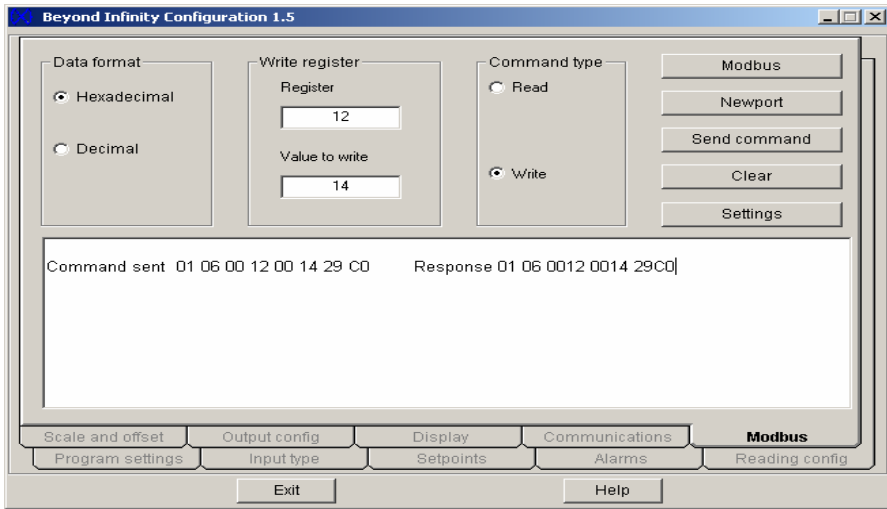 Beyond Infinity Configuration 1.5
Data format
Hexadecimal
Decimal
Write register
Register
12
Value to write
14
Command type
Read
Write
Modbus
Newport
Send command
Clear
Settings
Command sent 01 06 00 12 00 14 29 C0 Response 01 06 0012 0014 29C0
Scale and offset Output config Display Communications Modbus
Program settings Input type Setpoints Alarms Reading config
Exit Help